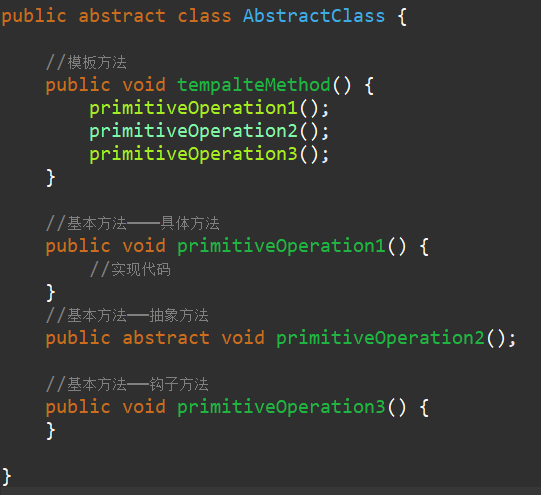 public abstract class AbstractClass {
//模板方法
public void tempalteMethod() {
primitiveOperation1();
primitiveOperation2();
primitiveOperation3();
}
//基本方法——具体方法
public void primitiveOperation1() {
//实现代码
}
//基本方法—抽象方法
public abstract void primitiveOperation2();
//基本方法—钩子方法
public void primitiveOperation3() {
}
}